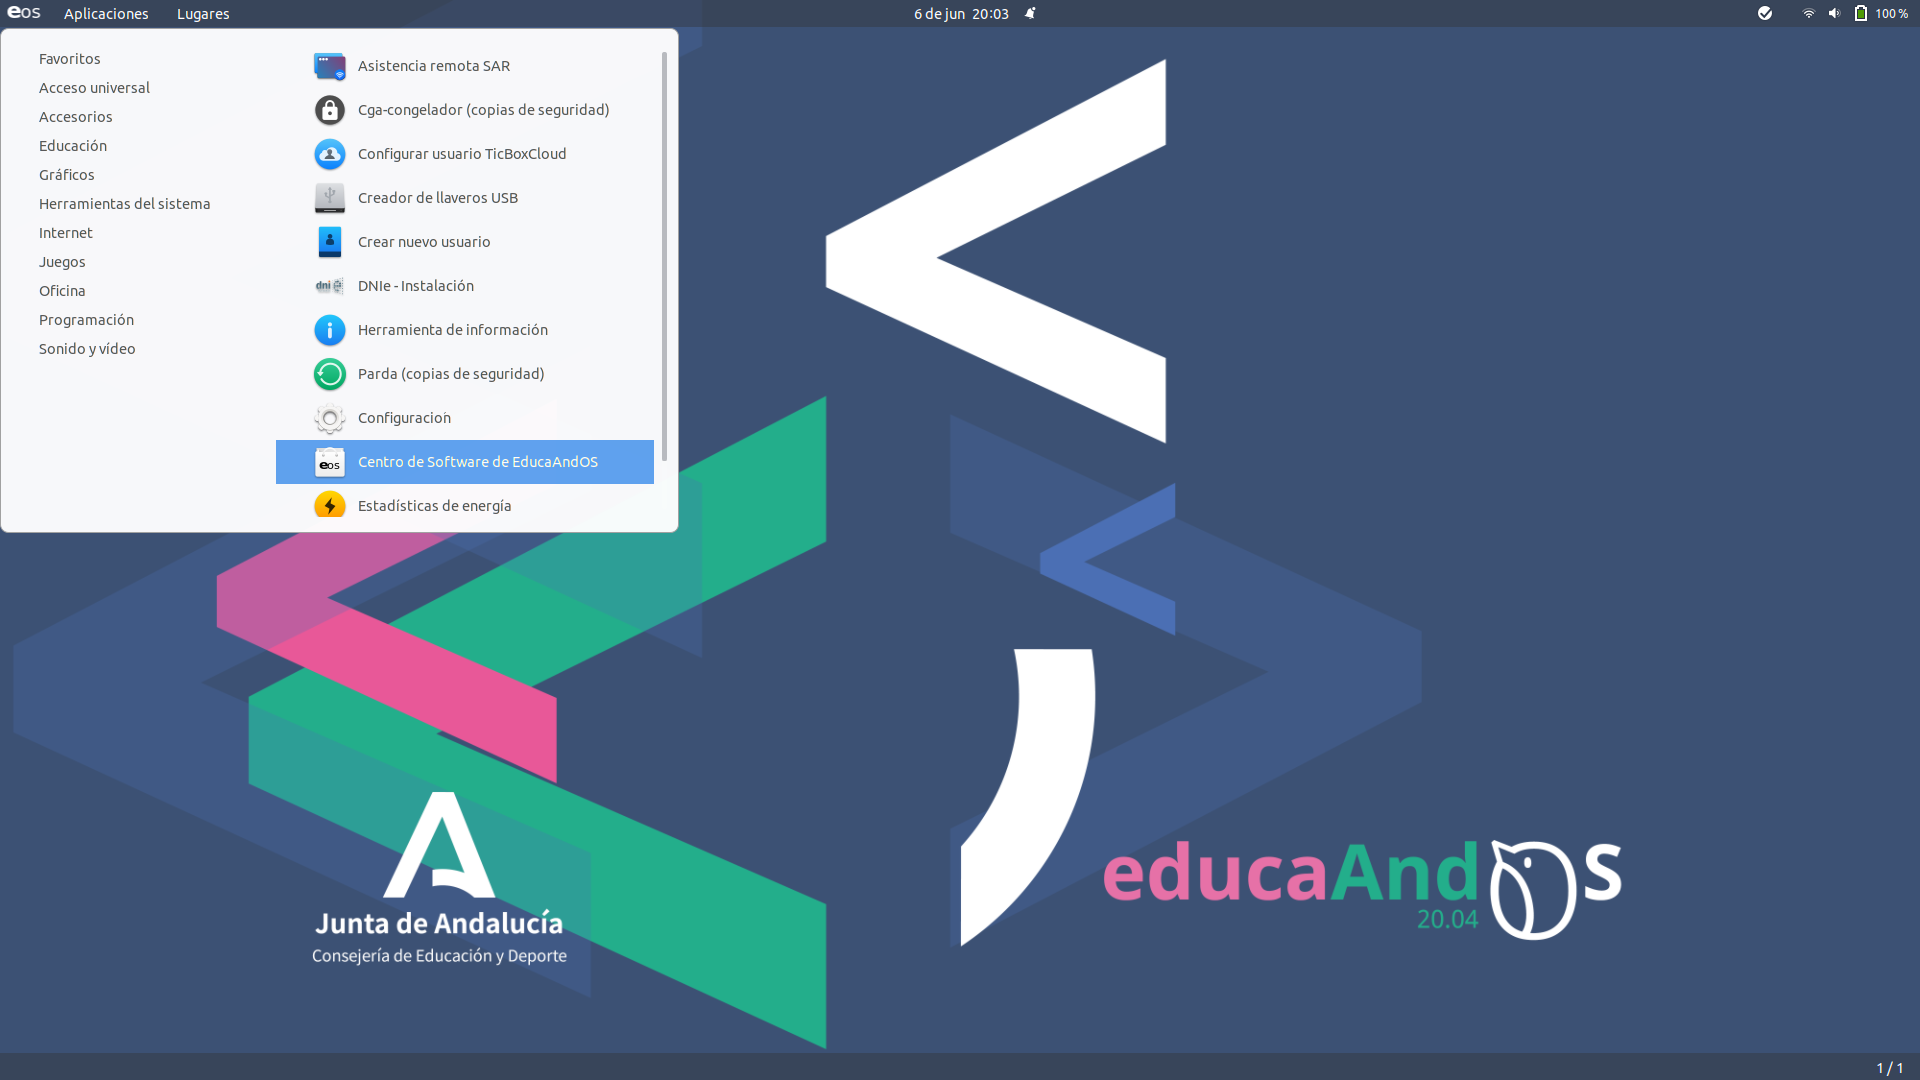 eos Aplicaciones Lugares 6 de jun 20:03 100 %
Favoritos
Acceso universal
Accesorios
Educación
Gráficos
Herramientas del sistema
Internet
Juegos
Oficina
Programación
Sonido y vídeo
Asistencia remota SAR
Cga-congelador (copias de seguridad)
Configurar usuario TicBoxCloud
Creador de llaveros USB
Crear nuevo usuario
dni
DNIe - Instalación
Herramienta de información
Parda (copias de seguridad)
Configuración
eos
Centro de Software de EducaAndOS
Estadísticas de energía
Junta de Andalucía
Consejería de Educación y Deporte
educaAndOS
20.04
1 / 1